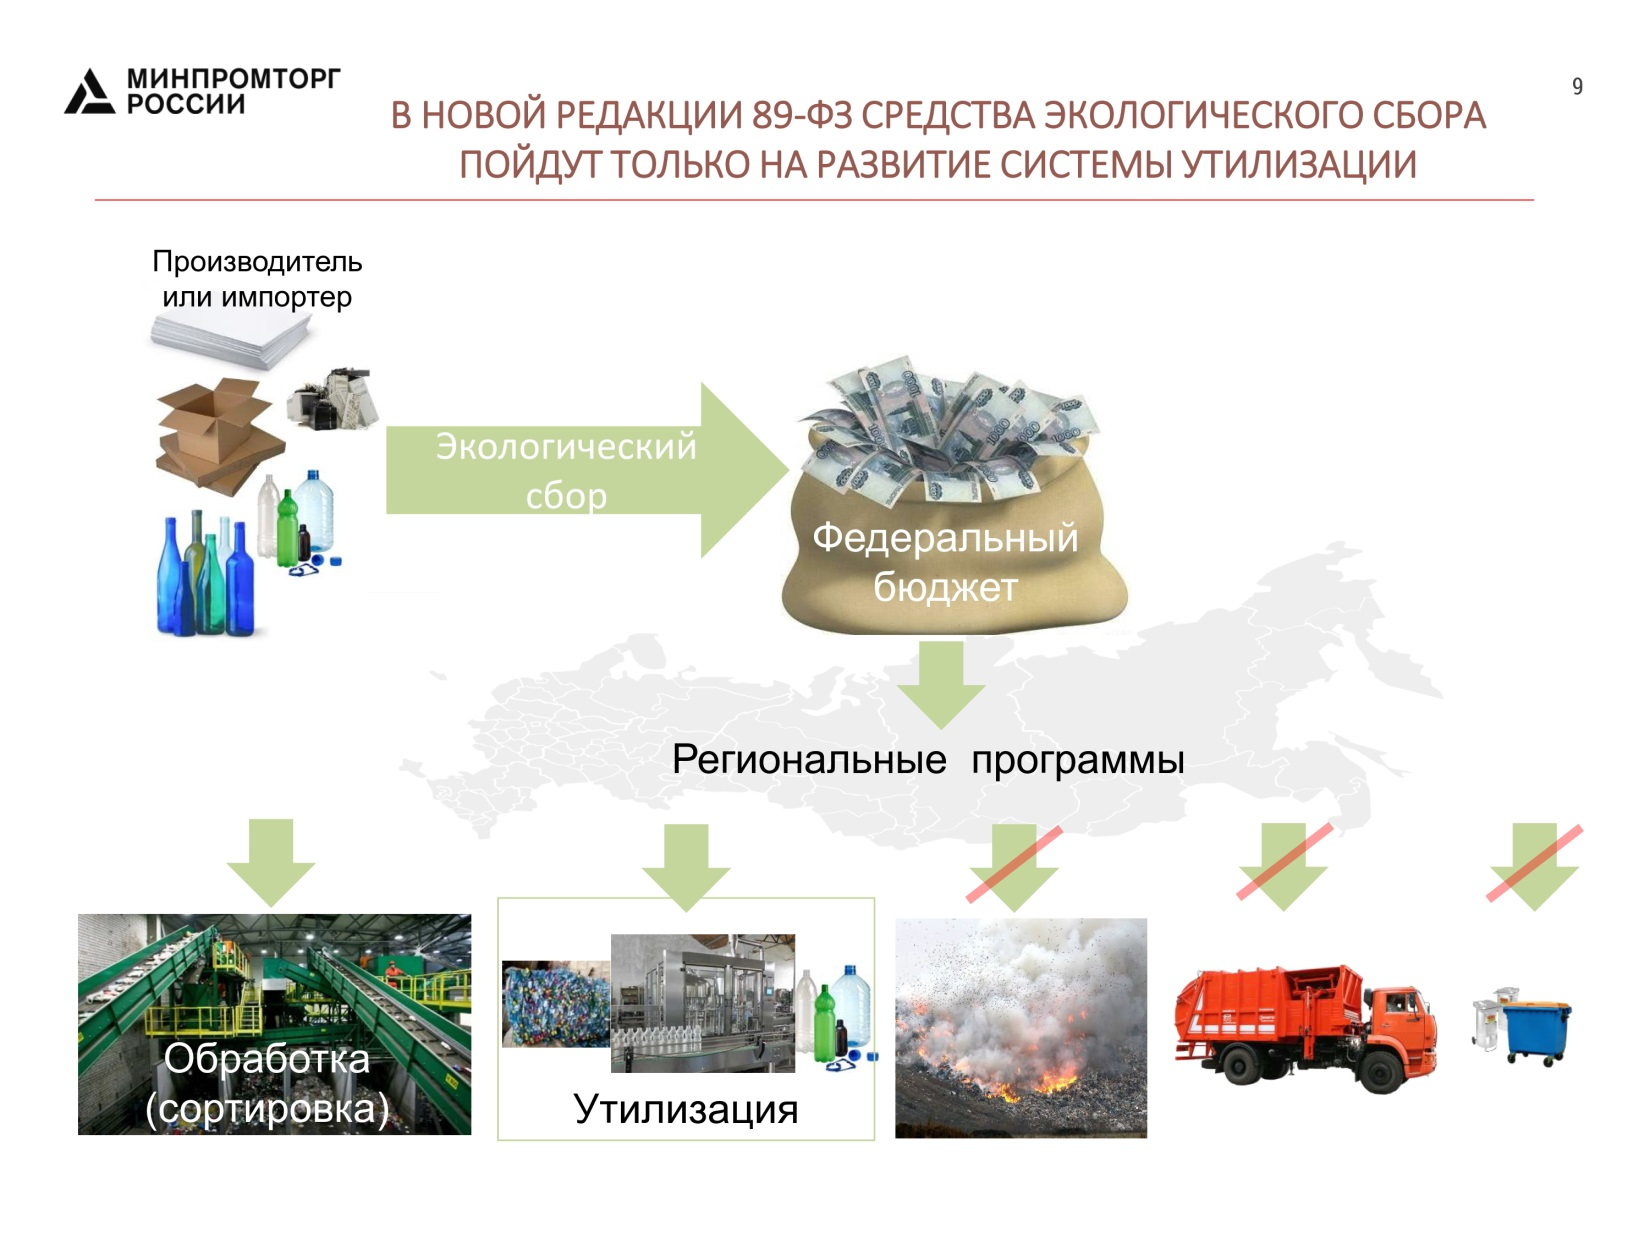 МИНПРОМТОРГ
РОССИИ
9
В НОВОЙ РЕДАКЦИИ 89-ФЗ СРЕДСТВА ЭКОЛОГИЧЕСКОГО СБОРА
ПОЙДУТ ТОЛЬКО НА РАЗВИТИЕ СИСТЕМЫ УТИЛИЗАЦИИ
Производитель
или импортер
Экологический
сбор
Федеральный
бюджет
Региональные программы
Обработка
(сортировка)
Утилизация